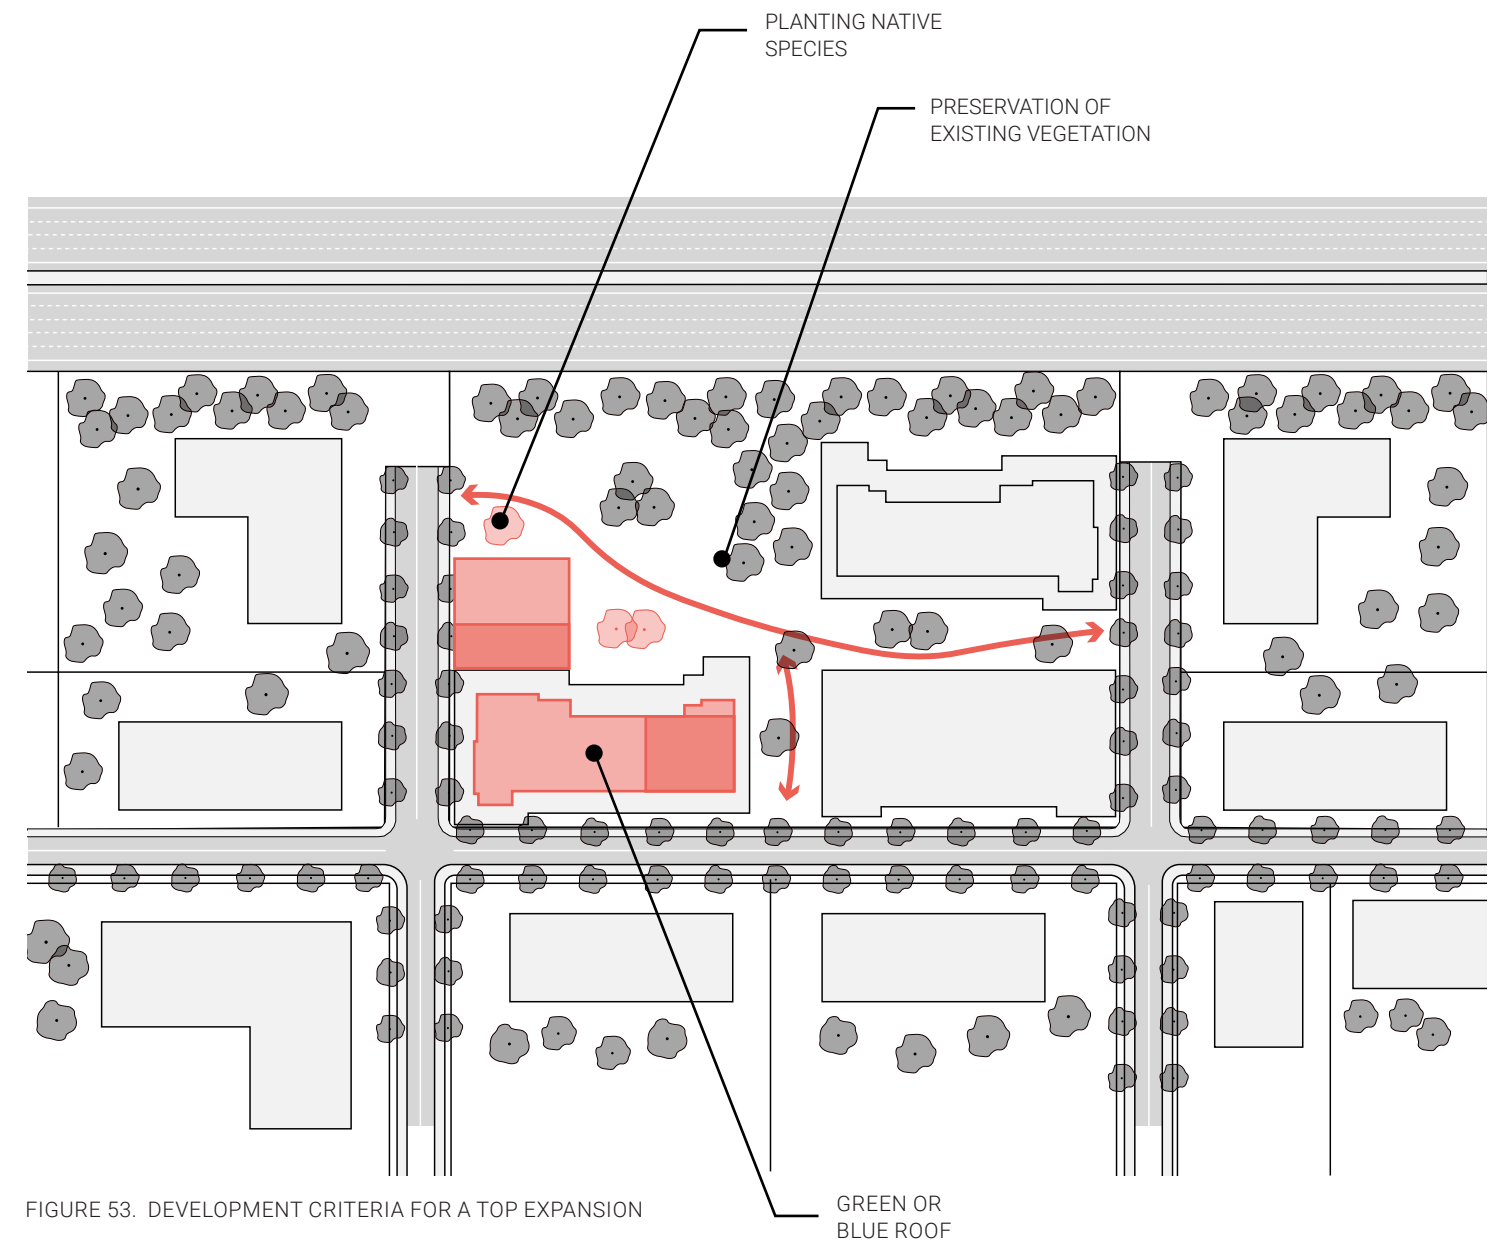 PLANTING NATIVE
SPECIES
PRESERVATION OF
EXISTING VEGETATION
FIGURE 53. DEVELOPMENT CRITERIA FOR A TOP EXPANSION
GREEN OR
BLUE ROOF